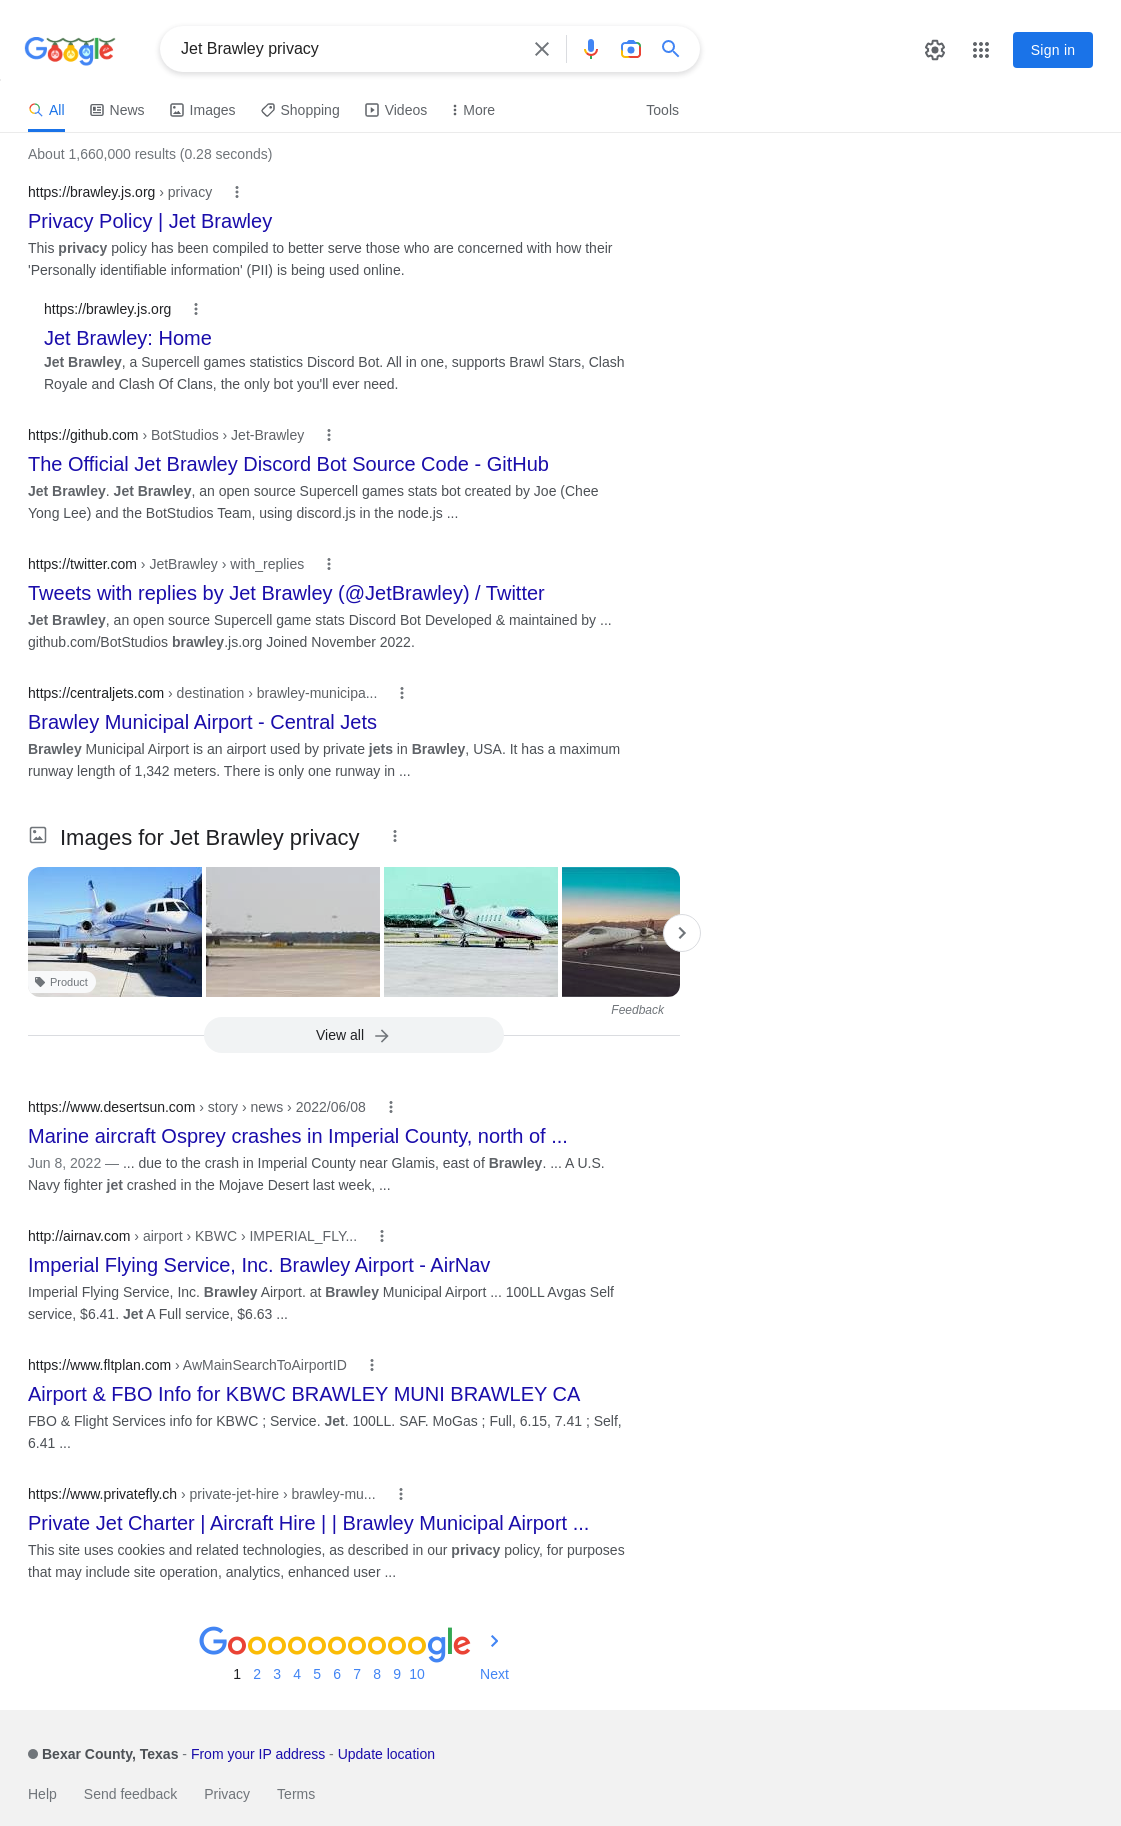 Google
Jet Brawley privacy
Sign in
All
News
Images
Shopping
Videos
More
Tools
About 1,660,000 results (0.28 seconds)
https://brawley.js.org › privacy
Privacy Policy | Jet Brawley
This privacy policy has been compiled to better serve those who are concerned with how their
'Personally identifiable information' (PII) is being used online.
https://brawley.js.org
Jet Brawley: Home
Jet Brawley, a Supercell games statistics Discord Bot. All in one, supports Brawl Stars, Clash
Royale and Clash Of Clans, the only bot you'll ever need.
https://github.com › BotStudios › Jet-Brawley
The Official Jet Brawley Discord Bot Source Code - GitHub
Jet Brawley. Jet Brawley, an open source Supercell games stats bot created by Joe (Chee
Yong Lee) and the BotStudios Team, using discord.js in the node.js ...
https://twitter.com › JetBrawley › with_replies
Tweets with replies by Jet Brawley (@JetBrawley) / Twitter
Jet Brawley, an open source Supercell game stats Discord Bot Developed & maintained by ...
github.com/BotStudios brawley.js.org Joined November 2022.
https://centraljets.com › destination › brawley-municipa...
Brawley Municipal Airport - Central Jets
Brawley Municipal Airport is an airport used by private jets in Brawley, USA. It has a maximum
runway length of 1,342 meters. There is only one runway in ...
Images for Jet Brawley privacy
Product
Feedback
View all
https://www.desertsun.com › story › news › 2022/06/08
Marine aircraft Osprey crashes in Imperial County, north of ...
Jun 8, 2022 — ... due to the crash in Imperial County near Glamis, east of Brawley. ... A U.S.
Navy fighter jet crashed in the Mojave Desert last week, ...
http://airnav.com › airport › KBWC › IMPERIAL_FLY...
Imperial Flying Service, Inc. Brawley Airport - AirNav
Imperial Flying Service, Inc. Brawley Airport. at Brawley Municipal Airport ... 100LL Avgas Self
service, $6.41. Jet A Full service, $6.63 ...
https://www.fltplan.com › AwMainSearchToAirportID
Airport & FBO Info for KBWC BRAWLEY MUNI BRAWLEY CA
FBO & Flight Services info for KBWC ; Service. Jet. 100LL. SAF. MoGas ; Full, 6.15, 7.41 ; Self,
6.41 ...
https://www.privatefly.ch › private-jet-hire › brawley-mu...
Private Jet Charter | Aircraft Hire | | Brawley Municipal Airport ...
This site uses cookies and related technologies, as described in our privacy policy, for purposes
that may include site operation, analytics, enhanced user ...
Goooooooooogle
1 2 3 4 5 6 7 8 9 10 Next
Bexar County, Texas - From your IP address - Update location
Help Send feedback Privacy Terms